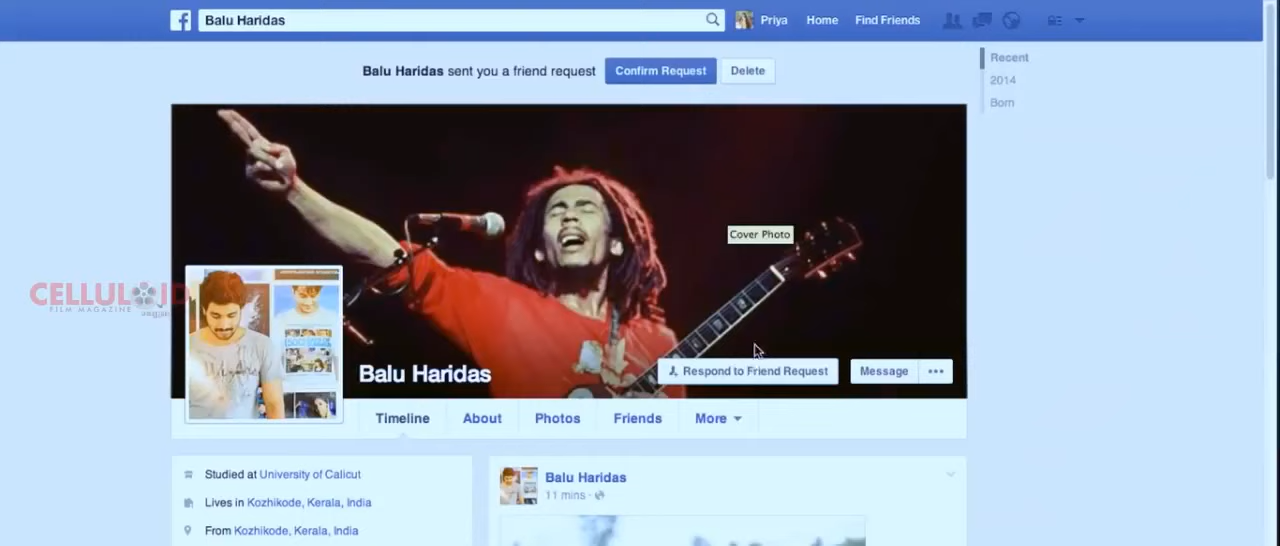 Balu Haridas
Priya Home Find Friends
Balu Haridas sent you a friend request Confirm Request Delete
Recent
2014
Born
Cover Photo
CELLULOID
FILM MAGAZINE
Balu Haridas
Respond to Friend Request Message
Timeline About Photos Friends More
Studied at University of Calicut
Lives in Kozhikode, Kerala, India
From Kozhikode, Kerala, India
Balu Haridas
11 mins ·